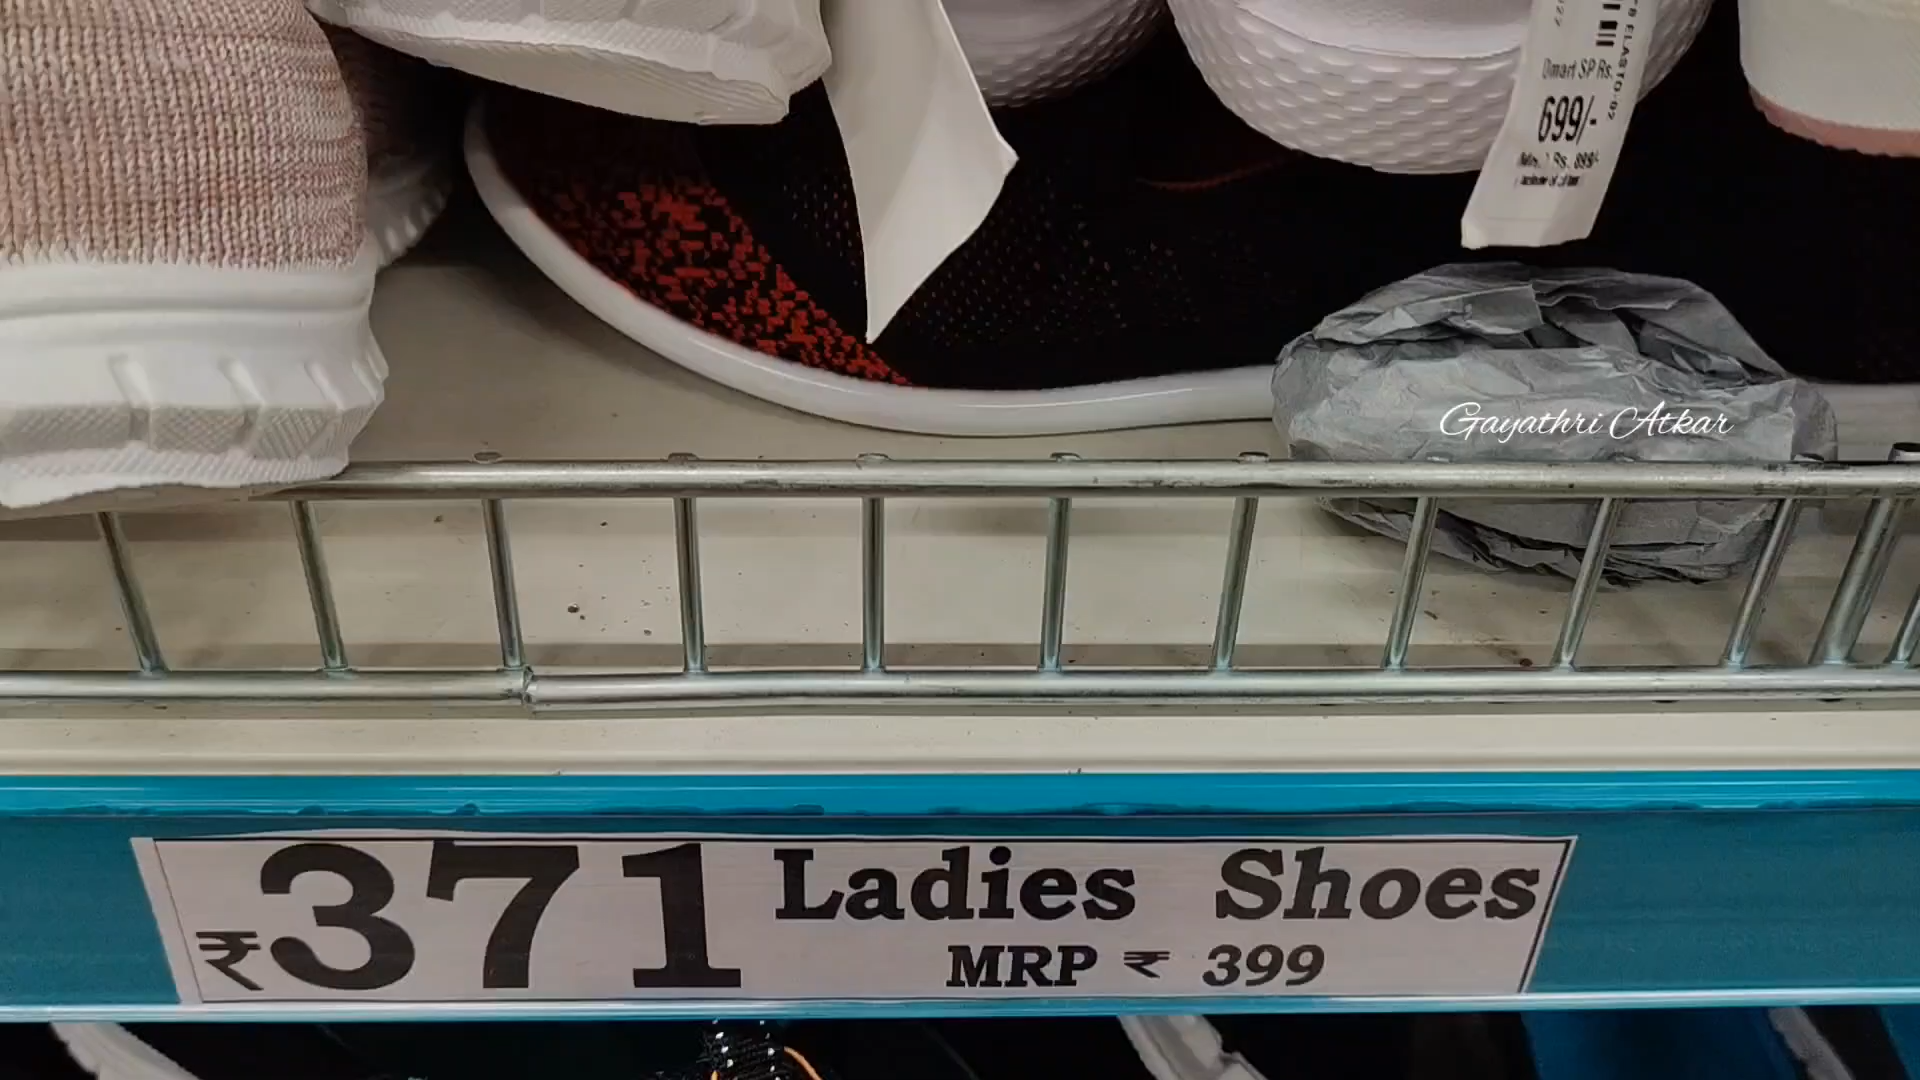 Dmart SP Rs.
699/-
Gayathri Atkar
₹371 Ladies Shoes
MRP ₹ 399